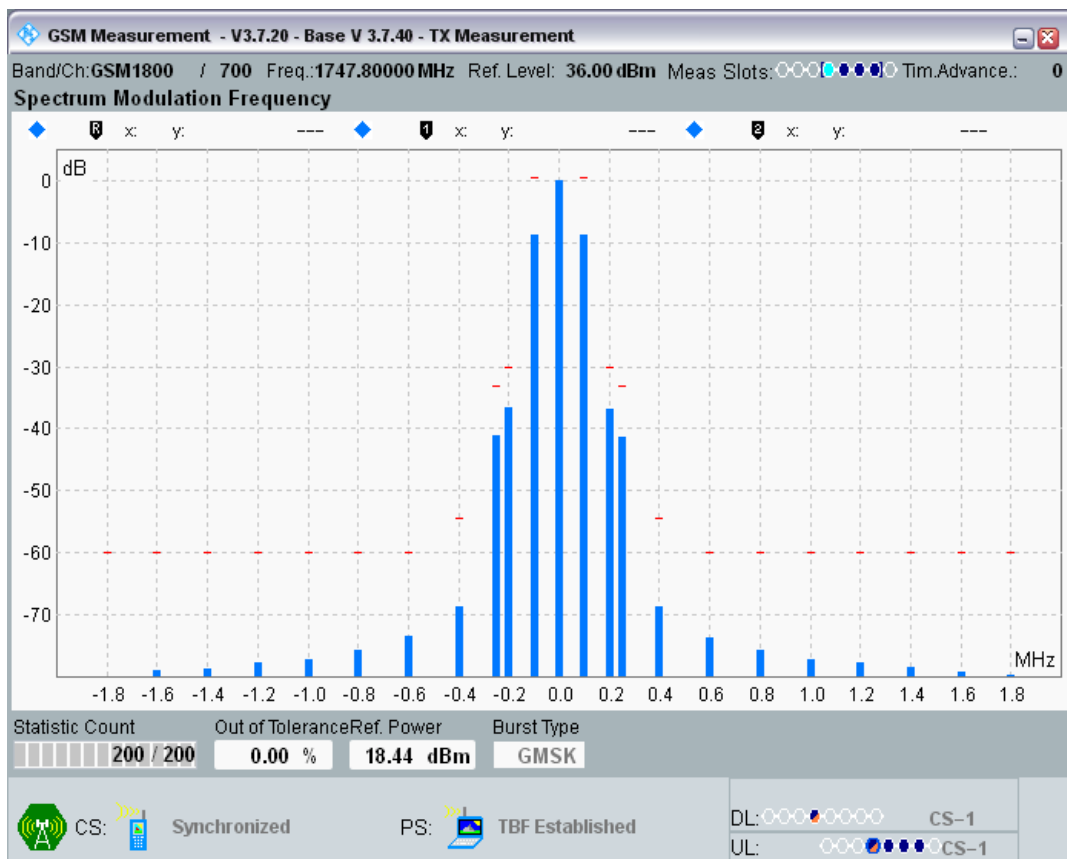 GSM Measurement - V3.7.20 - Base V 3.7.40 - TX Measurement
Band/Ch:GSM1800 / 700 Freq.:1747.80000 MHz Ref. Level: 36.00 dBm Meas Slots: Tim.Advance.: 0
Spectrum Modulation Frequency
R x: y: --- 1 x: y: --- 2 x: y: ---
dB
0
-10
-20
-30
-40
-50
-60
-70
MHz
-1.8 -1.6 -1.4 -1.2 -1.0 -0.8 -0.6 -0.4 -0.2 0.0 0.2 0.4 0.6 0.8 1.0 1.2 1.4 1.6 1.8
Statistic Count Out of Tolerance Ref. Power Burst Type
200 / 200 0.00 % 18.44 dBm GMSK
CS: Synchronized PS: TBF Established
DL: CS-1
UL: CS-1